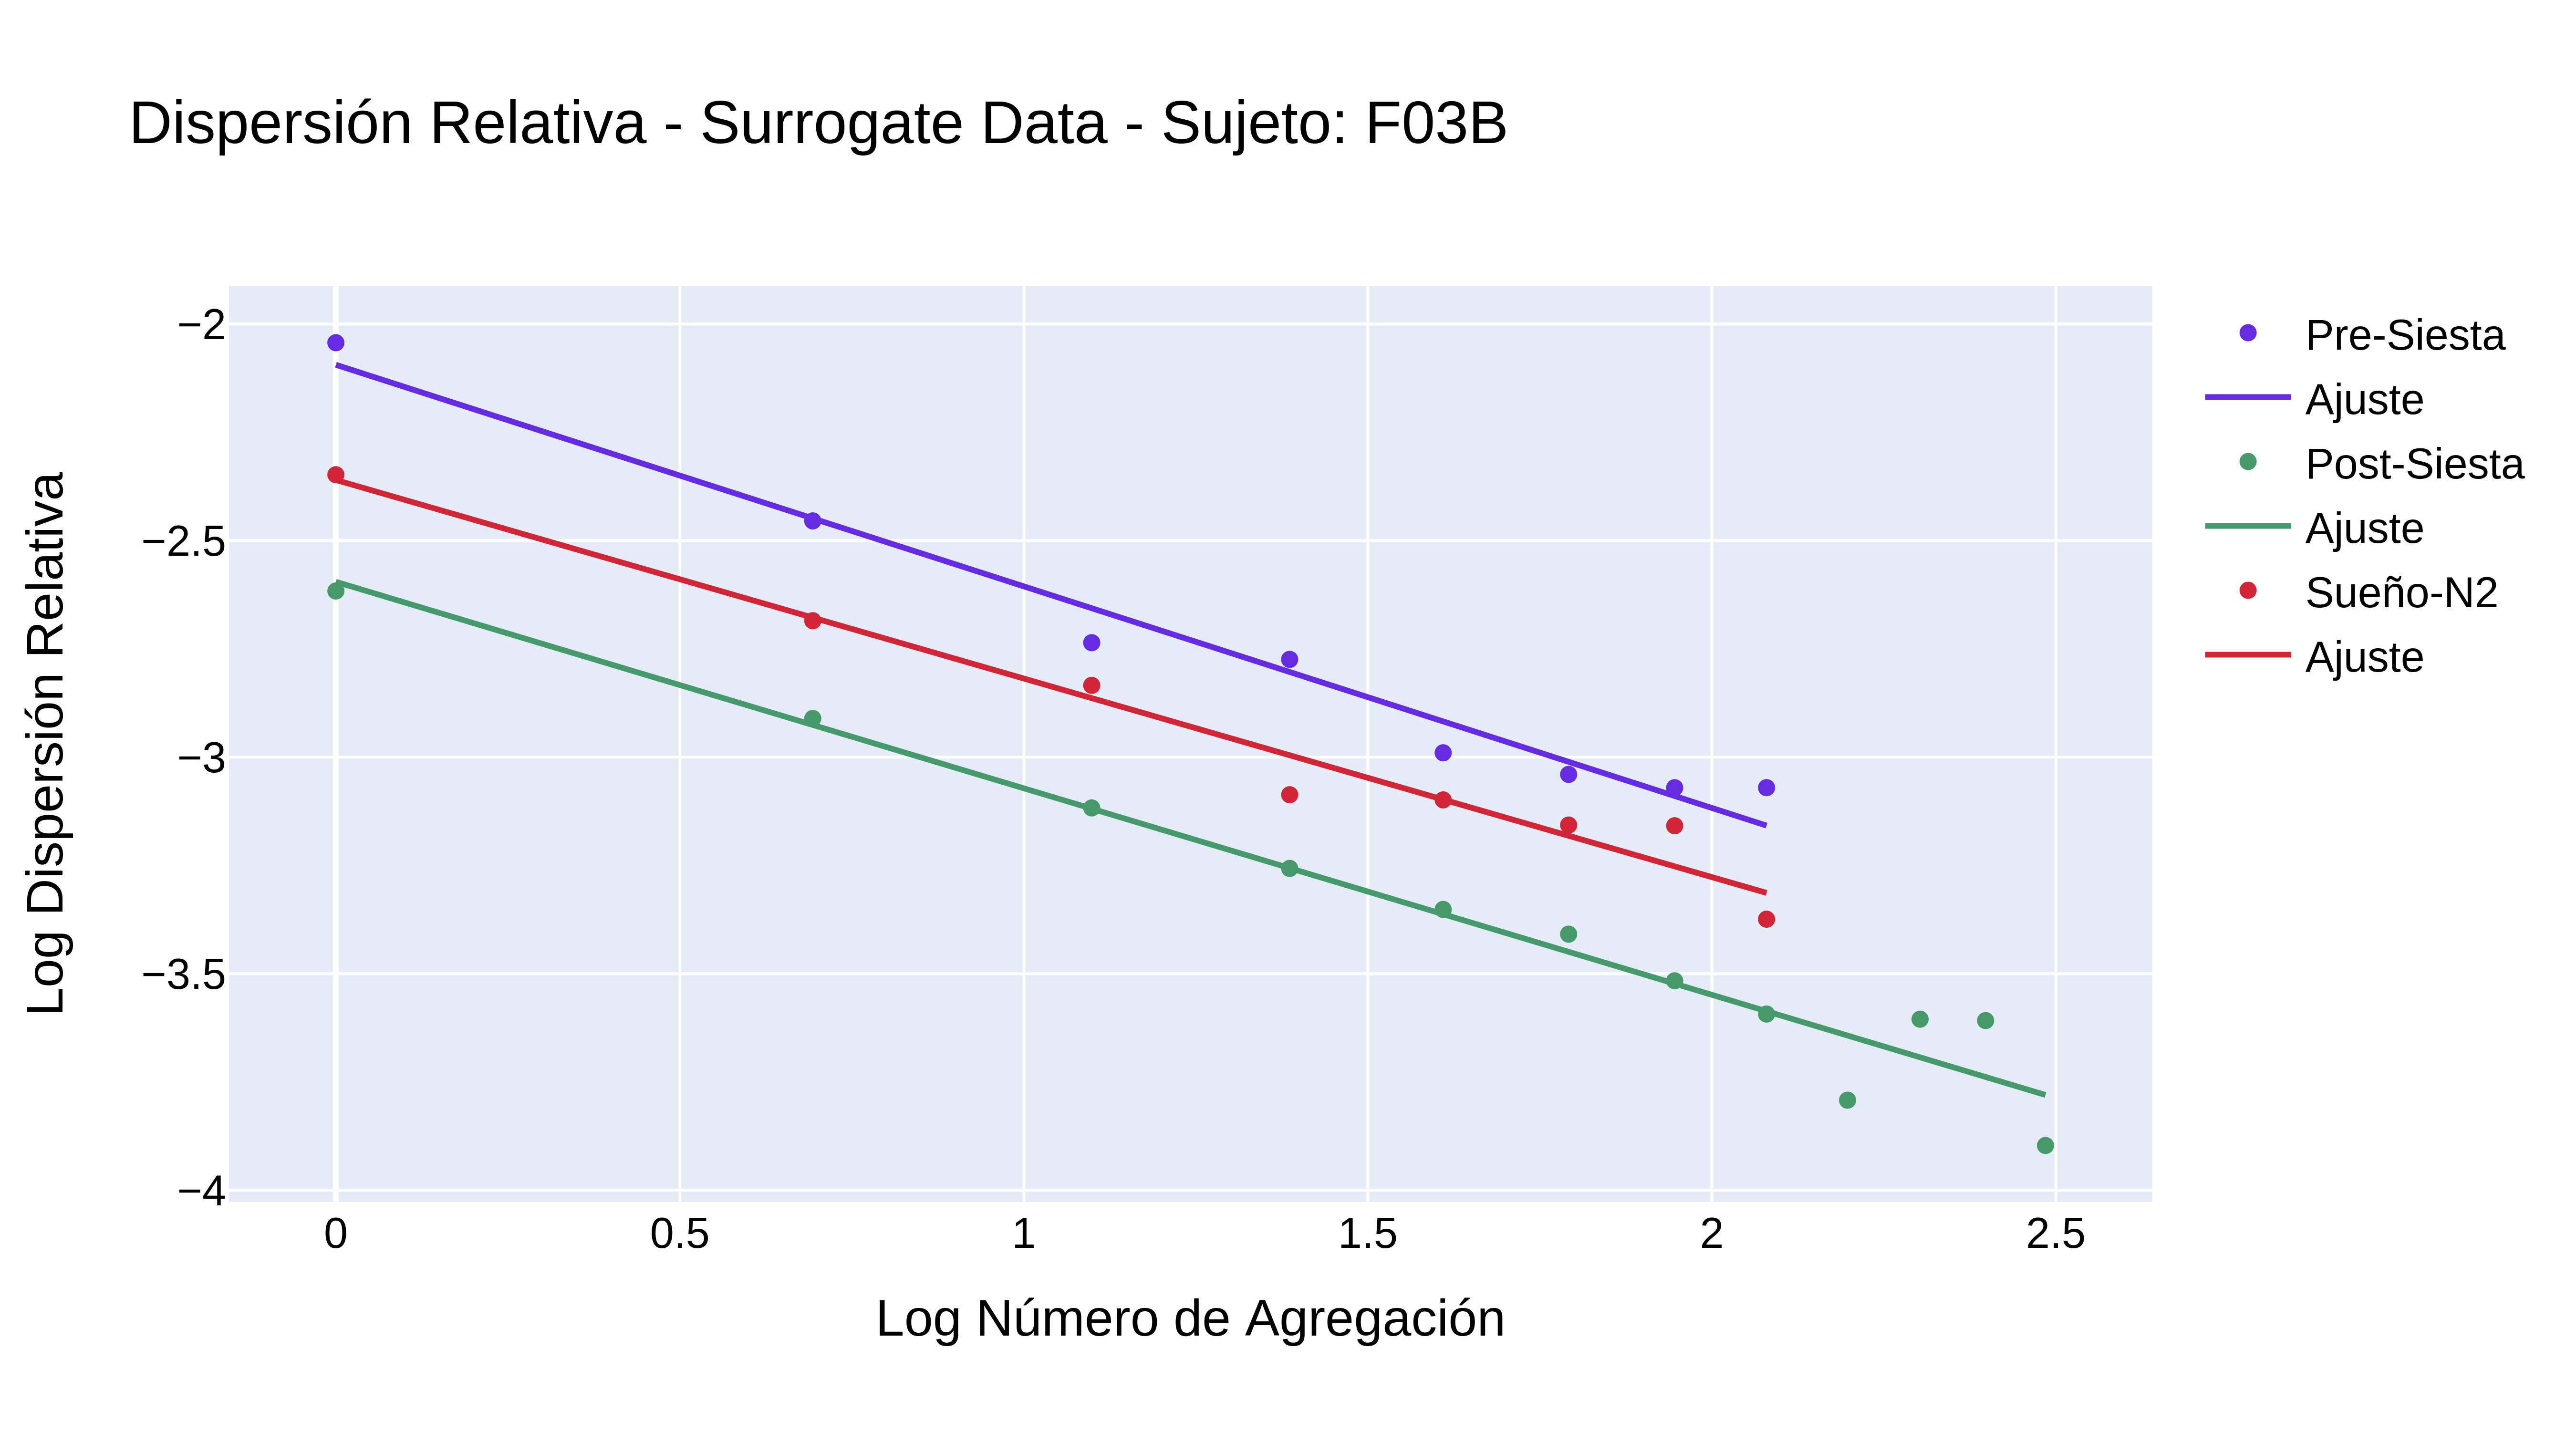 Dispersión Relativa - Surrogate Data - Sujeto: F03B
Log Dispersión Relativa
−2
−2.5
−3
−3.5
−4
0
0.5
1
1.5
2
2.5
Log Número de Agregación
Pre-Siesta
Ajuste
Post-Siesta
Ajuste
Sueño-N2
Ajuste